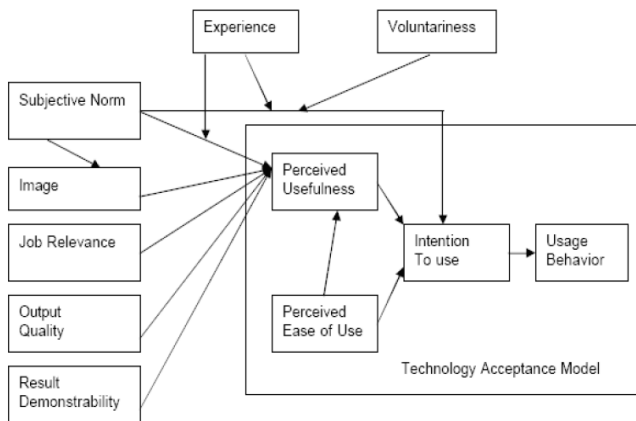 Experience
Voluntariness
Subjective Norm
Image
Job Relevance
Output
Quality
Result
Demonstrability
Perceived
Usefulness
Perceived
Ease of Use
Intention
To use
Usage
Behavior
Technology Acceptance Model